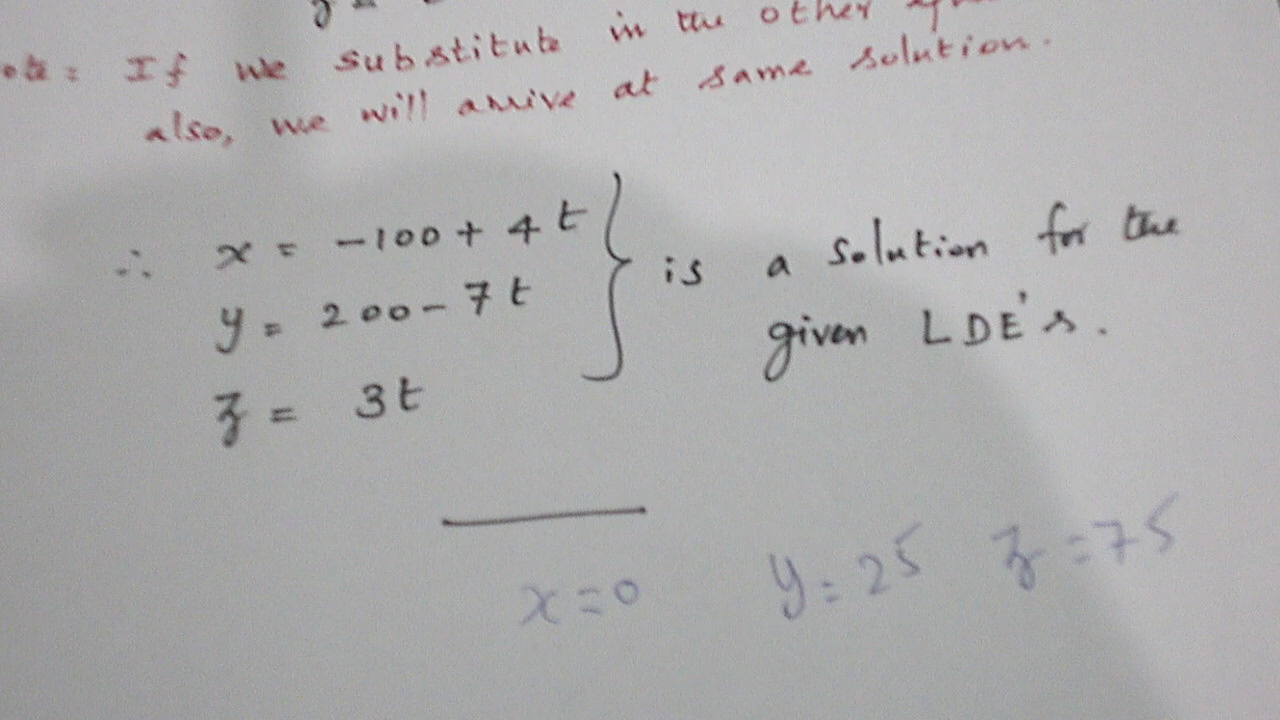 If we substitute in the other
also, we will arrive at same solution.
∴ x = -100 + 4t } is a solution for the
y = 200 - 7t given LDE's.
z = 3t
x = 0 y = 25 z = 75